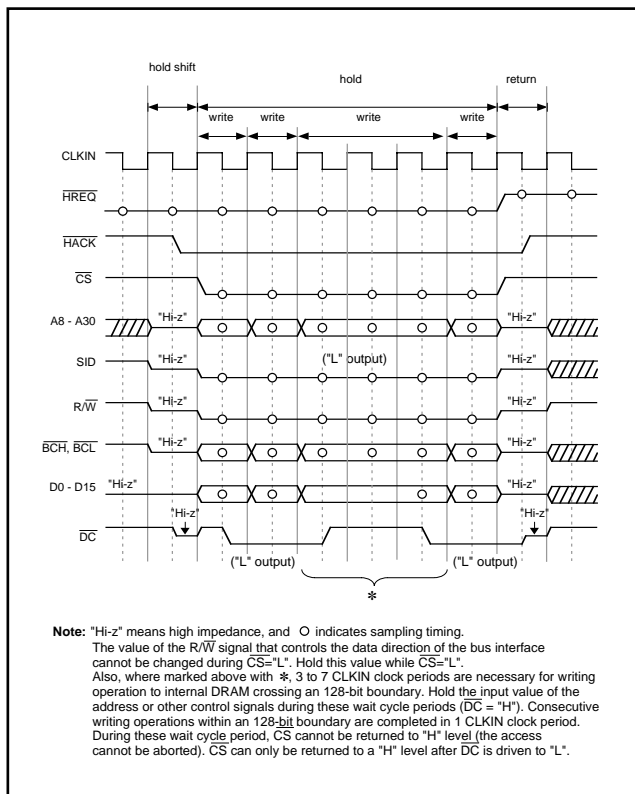 hold shift hold return
write write write write
CLKIN
HREQ
HACK
CS
A8 - A30 "Hi-z" "Hi-z"
("L" output)
SID "Hi-z" "Hi-z"
R/W "Hi-z" "Hi-z"
BCH, BCL "Hi-z" "Hi-z"
D0 - D15 "Hi-z" "Hi-z"
"Hi-z" "Hi-z"
DC
("L" output) ("L" output)
*
Note: "Hi-z" means high impedance, and O indicates sampling timing.
The value of the R/W signal that controls the data direction of the bus interface
cannot be changed during CS="L". Hold this value while CS="L".
Also, where marked above with *, 3 to 7 CLKIN clock periods are necessary for writing
operation to internal DRAM crossing an 128-bit boundary. Hold the input value of the
address or other control signals during these wait cycle periods (DC = "H"). Consecutive
writing operations within an 128-bit boundary are completed in 1 CLKIN clock period.
During these wait cycle period, CS cannot be returned to "H" level (the access
cannot be aborted). CS can only be returned to a "H" level after DC is driven to "L".